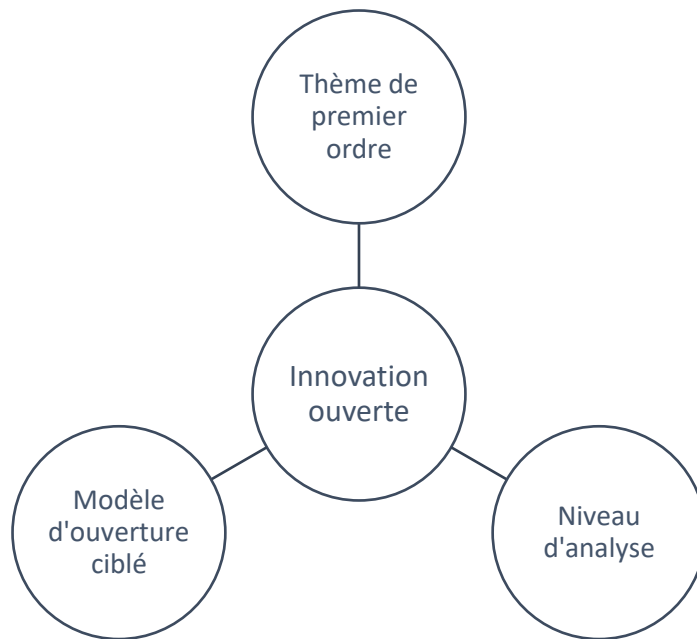 Thème de
premier
ordre
Innovation
ouverte
Modèle
d'ouverture
ciblé
Niveau
d'analyse